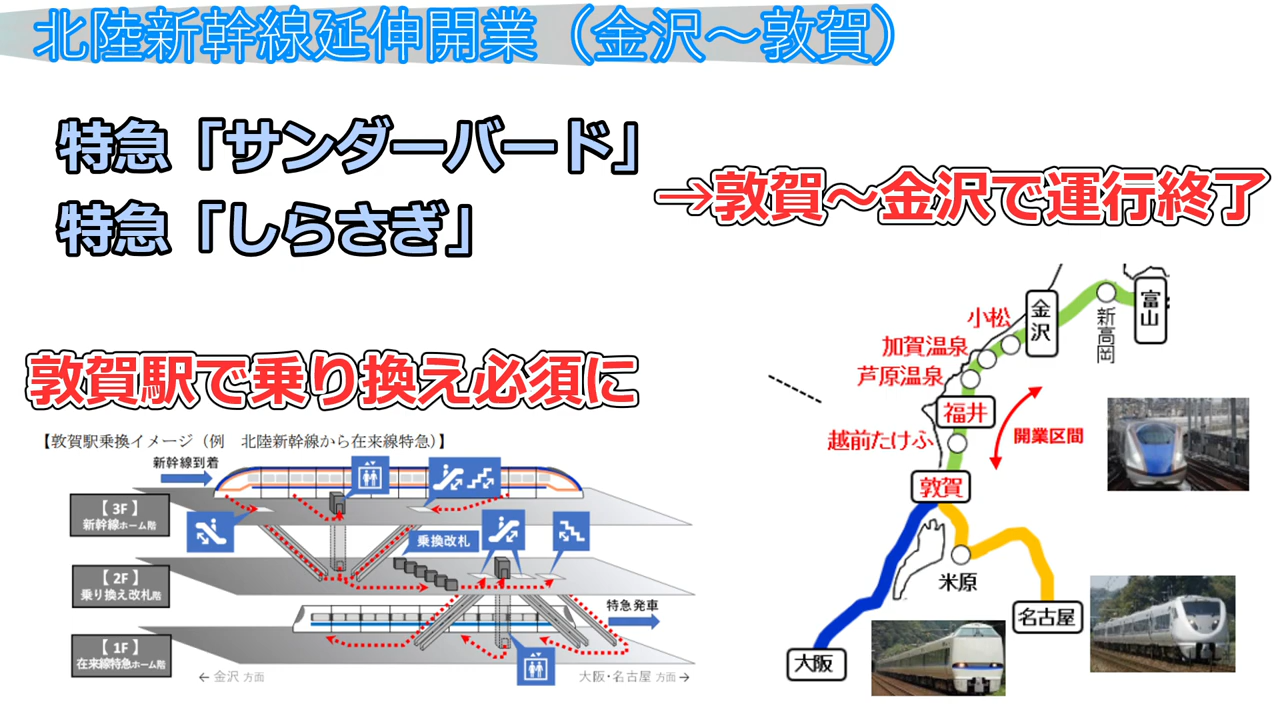 北陸新幹線延伸開業（金沢～敦賀）
特急「サンダーバード」
特急「しらさぎ」
→敦賀～金沢で運行終了
敦賀駅で乗り換え必須に
【敦賀駅乗換イメージ（例　北陸新幹線から在来線特急）】
新幹線到着
【３Ｆ】
新幹線ホーム階
乗換改札
【２Ｆ】
乗り換え改札階
特急発車
【１Ｆ】
在来線特急ホーム階
← 金沢 方面
大阪・名古屋 方面 →
富山
新高岡
金沢
小松
加賀温泉
芦原温泉
福井
開業区間
越前たけふ
敦賀
米原
名古屋
大阪